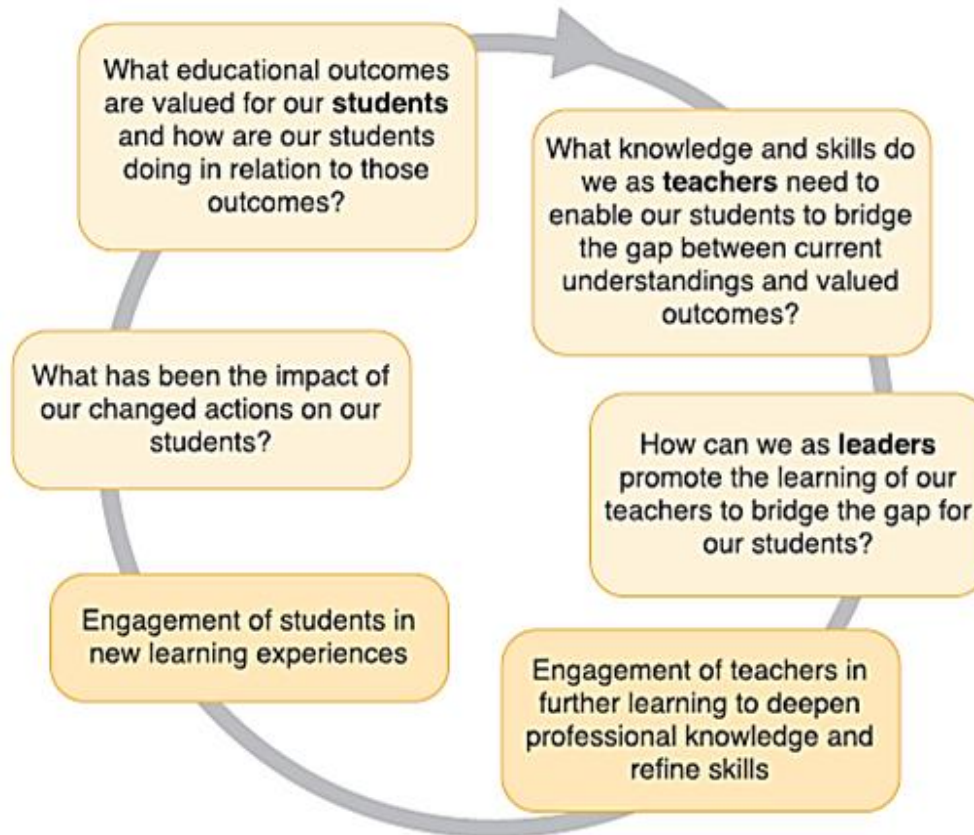 What educational outcomes
are valued for our students
and how are our students
doing in relation to those
outcomes?
What knowledge and skills do
we as teachers need to
enable our students to bridge
the gap between current
understandings and valued
outcomes?
How can we as leaders
promote the learning of our
teachers to bridge the gap for
our students?
Engagement of teachers in
further learning to deepen
professional knowledge and
refine skills
Engagement of students in
new learning experiences
What has been the impact of
our changed actions on our
students?